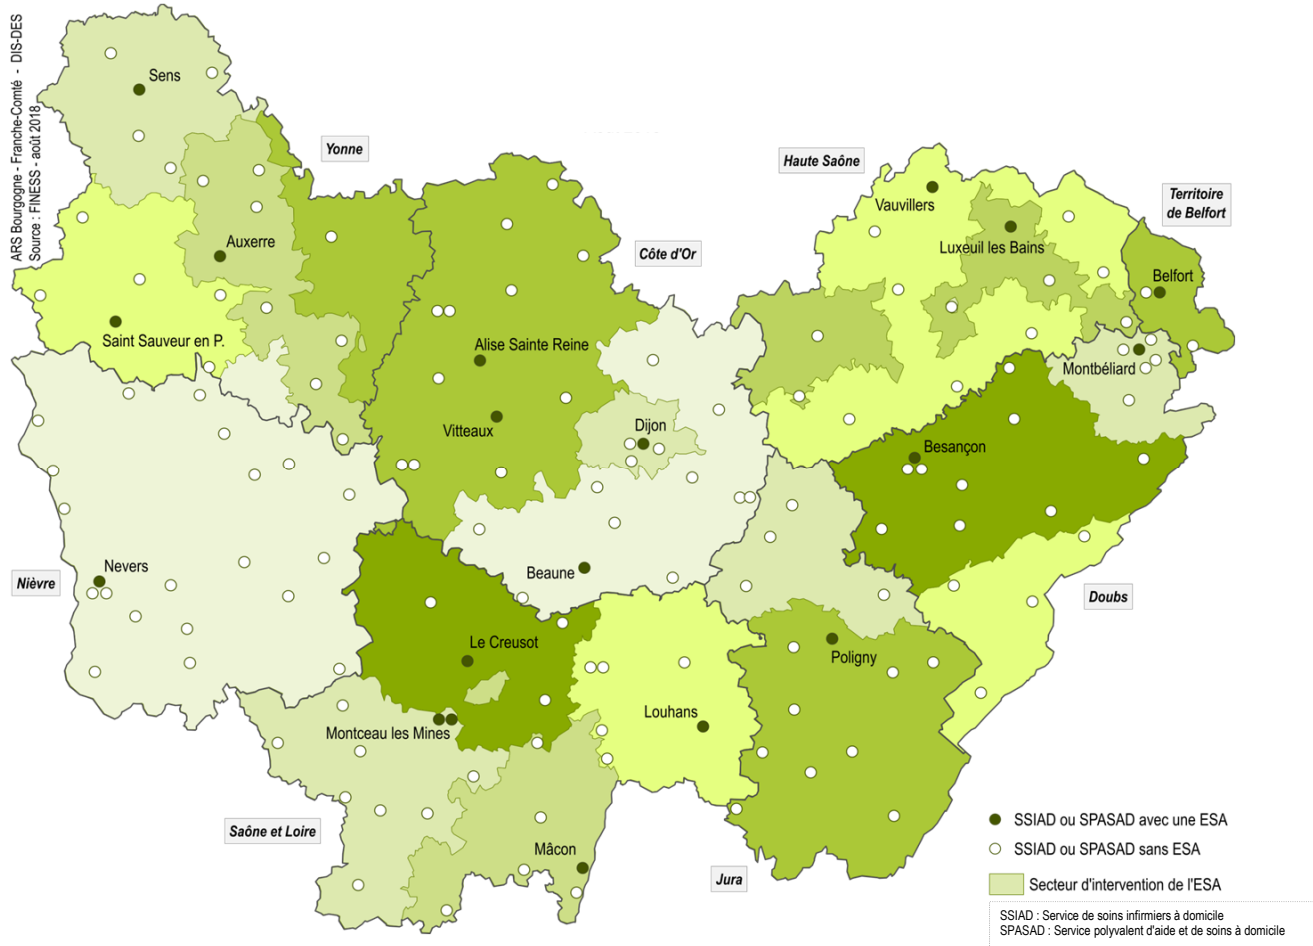 ARS Bourgogne - Franche-Comté - DIS-DES
Source : FINESS - août 2018
Sens
Yonne
Haute Saône
Territoire
de Belfort
Vauvillers
Auxerre
Luxeuil les Bains
Côte d'Or
Belfort
Saint Sauveur en P.
Alise Sainte Reine
Montbéliard
Vitteaux
Dijon
Besançon
Nevers
Beaune
Nièvre
Doubs
Le Creusot
Poligny
Louhans
Montceau les Mines
Saône et Loire
Mâcon
Jura
SSIAD ou SPASAD avec une ESA
SSIAD ou SPASAD sans ESA
Secteur d'intervention de l'ESA
SSIAD : Service de soins infirmiers à domicile
SPASAD : Service polyvalent d'aide et de soins à domicile